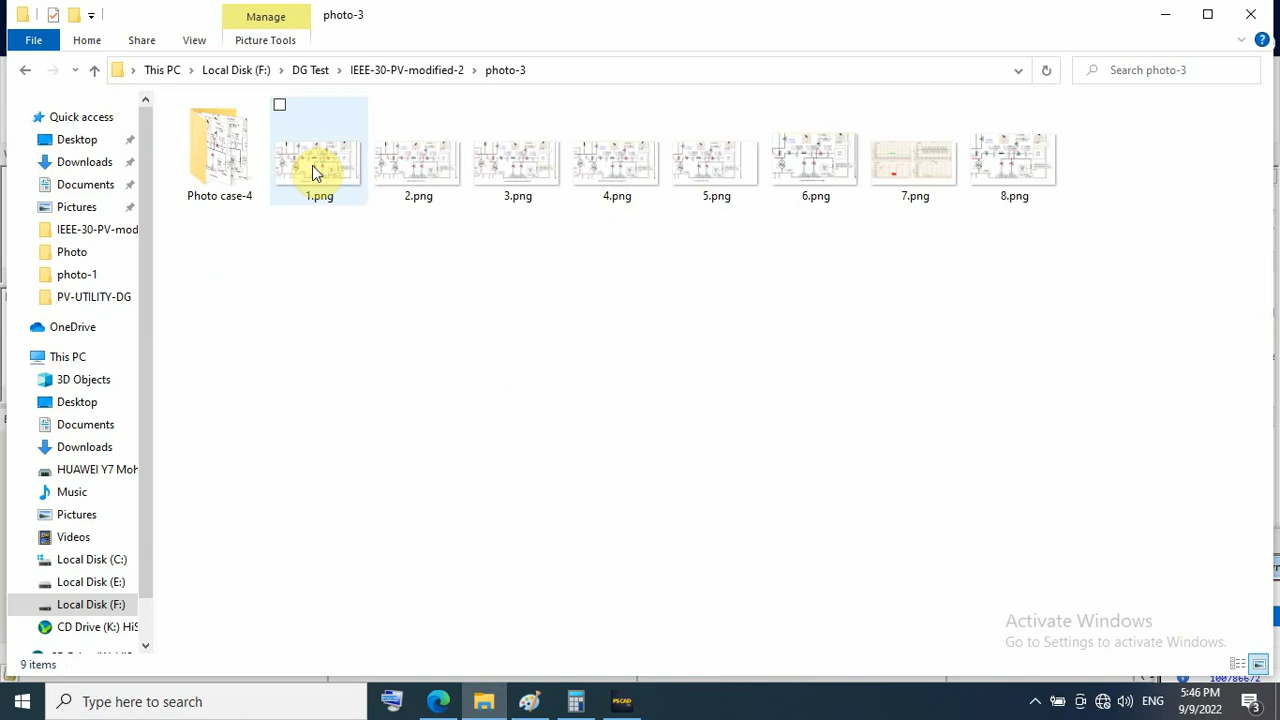 Manage
photo-3
File
Home
Share
View
Picture Tools
This PC
Local Disk (F:)
DG Test
IEEE-30-PV-modified-2
photo-3
Search photo-3
Quick access
Desktop
Downloads
Documents
Pictures
IEEE-30-PV-mod
Photo
photo-1
PV-UTILITY-DG
OneDrive
This PC
3D Objects
Desktop
Documents
Downloads
HUAWEI Y7 Moh
Music
Pictures
Videos
Local Disk (C:)
Local Disk (E:)
Local Disk (F:)
CD Drive (K:) HiS
Photo case-4
1.png
2.png
3.png
4.png
5.png
6.png
7.png
8.png
Activate Windows
Go to Settings to activate Windows.
9 items
100786672
Type here to search
PSCAD
ENG
5:46 PM
9/9/2022
3